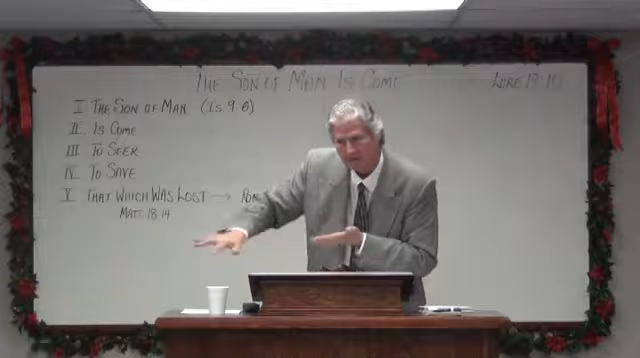 THE SON OF MAN IS COME LUKE 19:10
I THE SON OF MAN (Is. 9:6)
II IS COME
III TO SEEK
IV TO SAVE
V THAT WHICH WAS LOST →
MATT. 18:14